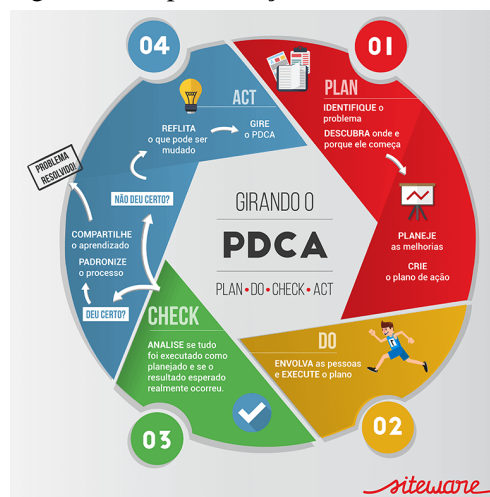 01
PLAN
IDENTIFIQUE o
problema
DESCUBRA onde e
porque ele começa
PLANEJE
as melhorias
CRIE
o plano de ação
02
DO
ENVOLVA as pessoas
e EXECUTE o plano
03
CHECK
ANALISE se tudo
foi executado como
planejado e se o
resultado esperado
realmente ocorreu.
04
ACT
NÃO DEU CERTO?
REFLITA
o que pode ser
mudado
GIRE
o PDCA
DEU CERTO?
PADRONIZE
o processo
COMPARTILHE
o aprendizado
PROBLEMA
RESOLVIDO!
GIRANDO O
PDCA
PLAN•DO•CHECK•ACT
siteware